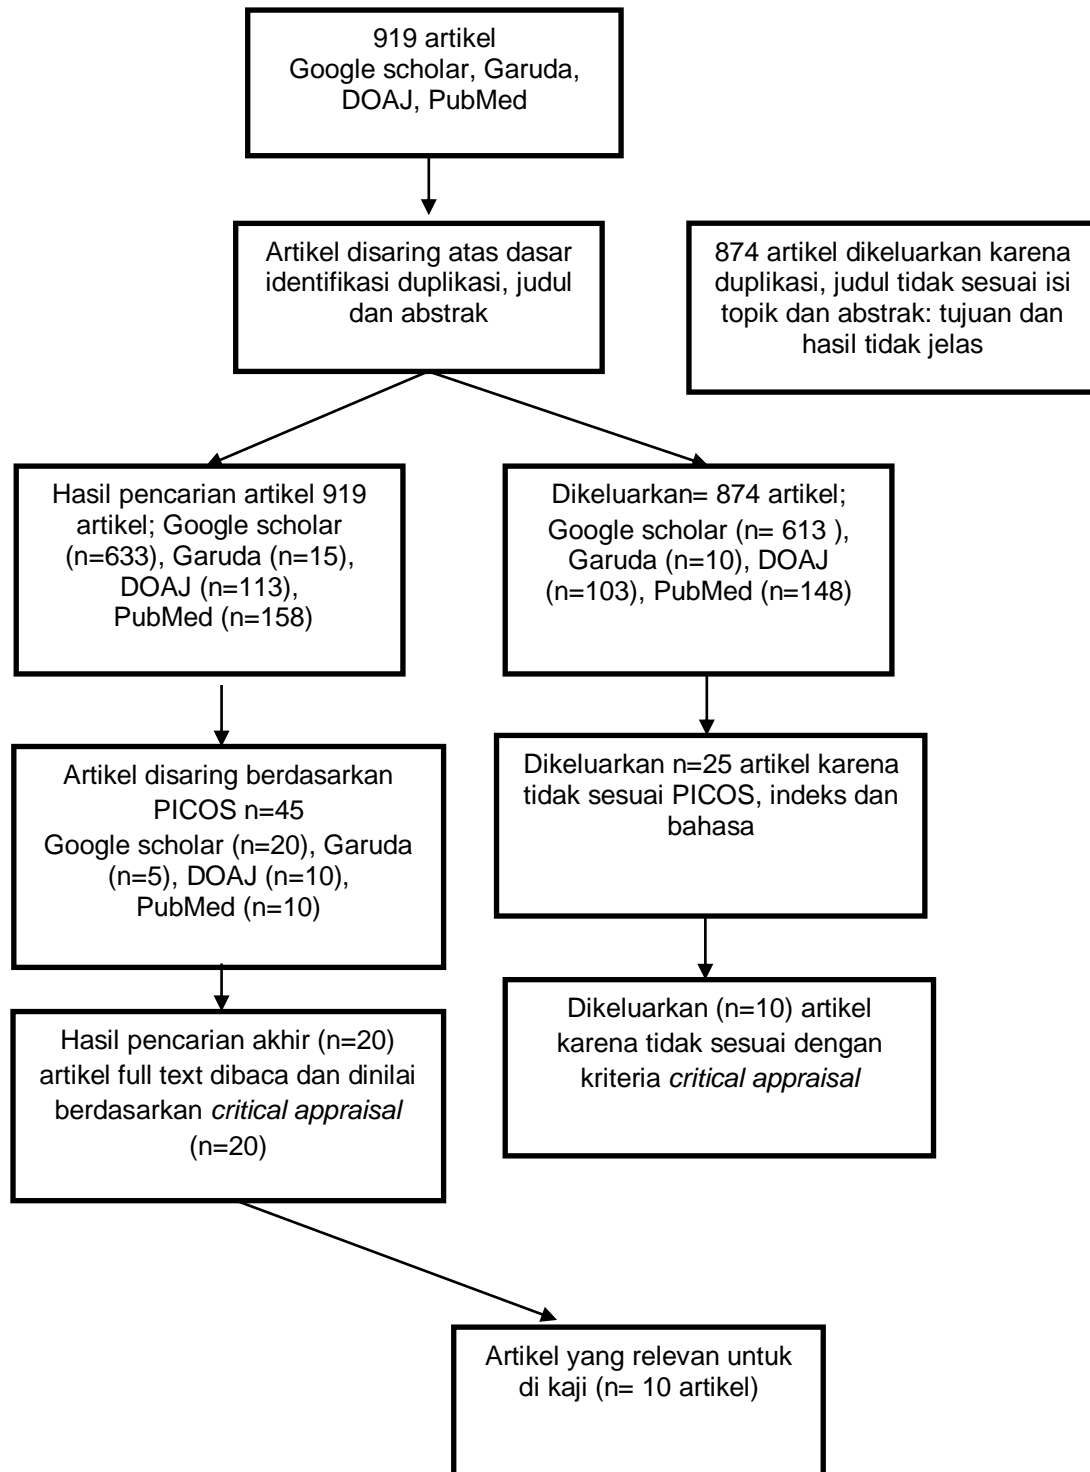 919 artikel
Google scholar, Garuda,
DOAJ, PubMed
Artikel disaring atas dasar
identifikasi duplikasi, judul
dan abstrak
874 artikel dikeluarkan karena
duplikasi, judul tidak sesuai isi
topik dan abstrak: tujuan dan
hasil tidak jelas
Hasil pencarian artikel 919
artikel; Google scholar
(n=633), Garuda (n=15),
DOAJ (n=113),
PubMed (n=158)
Dikeluarkan= 874 artikel;
Google scholar (n= 613 ),
Garuda (n=10), DOAJ
(n=103), PubMed (n=148)
Artikel disaring berdasarkan
PICOS n=45
Google scholar (n=20), Garuda
(n=5), DOAJ (n=10),
PubMed (n=10)
Dikeluarkan n=25 artikel karena
tidak sesuai PICOS, indeks dan
bahasa
Hasil pencarian akhir (n=20)
artikel full text dibaca dan dinilai
berdasarkan critical appraisal
(n=20)
Dikeluarkan (n=10) artikel
karena tidak sesuai dengan
kriteria critical appraisal
Artikel yang relevan untuk
di kaji (n= 10 artikel)